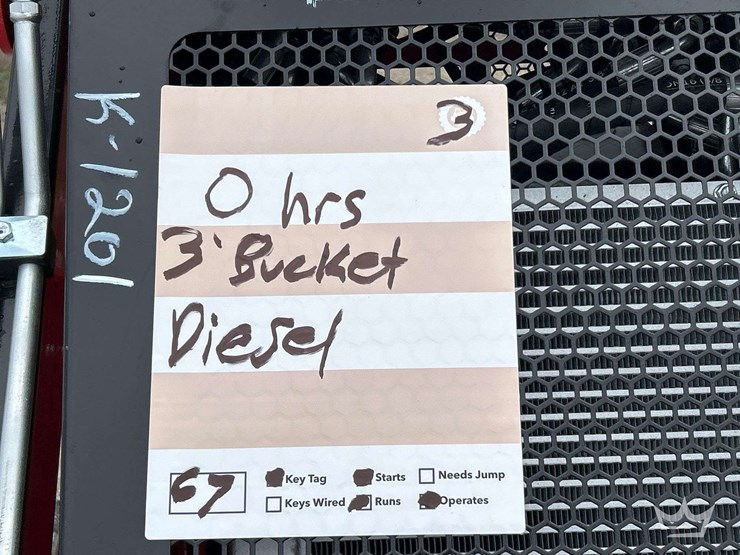 K-1201
3
0 hrs
3' Bucket
Diesel
67
Key Tag Starts Needs Jump
Keys Wired Runs Operates